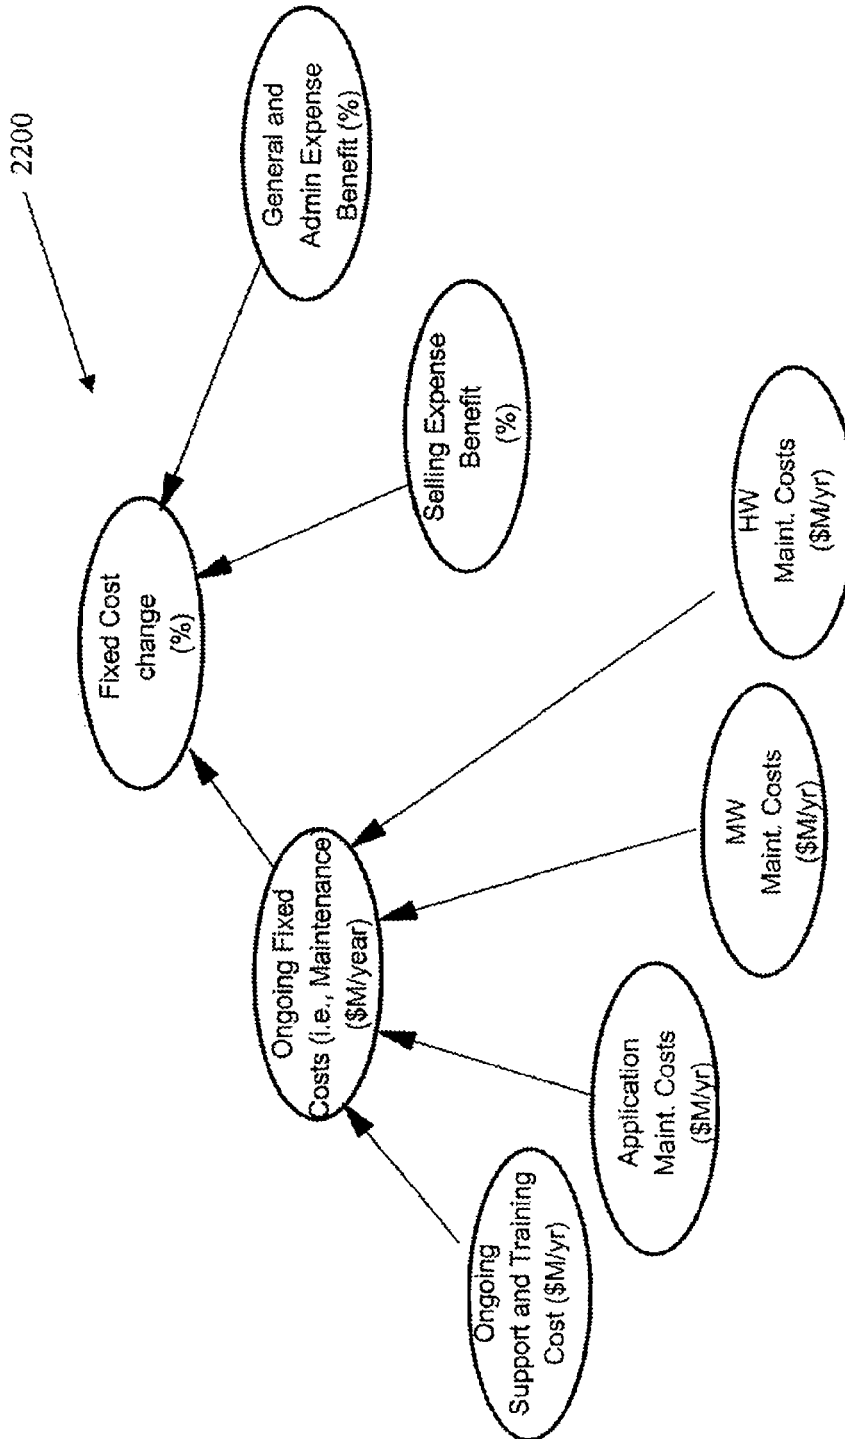 2200
Fixed Cost
change
(%)
General and
Admin Expense
Benefit (%)
Selling Expense
Benefit
(%)
Ongoing Fixed
Costs (i.e., Maintenance
($M/year)
Ongoing
Support and Training
Cost ($M/yr)
Application
Maint. Costs
($M/yr)
MW
Maint. Costs
($M/yr)
HW
Maint. Costs
($M/yr)